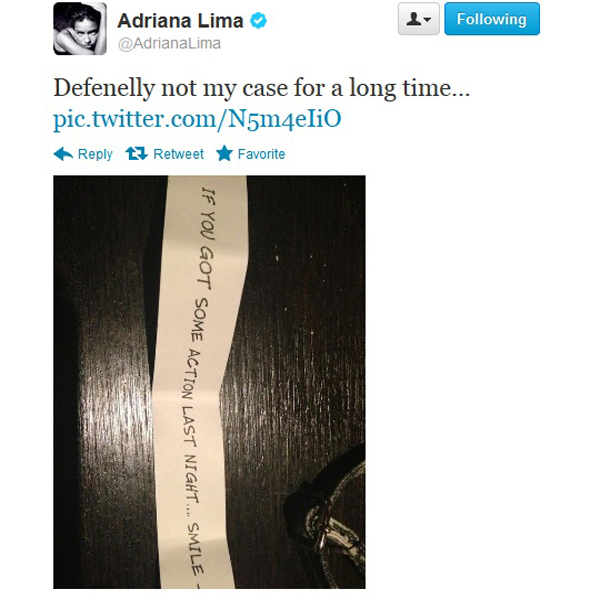 Adriana Lima
@AdrianaLima
Following
Defenelly not my case for a long time...
pic.twitter.com/N5m4eIiO
Reply Retweet Favorite
IF YOU GOT SOME ACTION LAST NIGHT... SMILE -